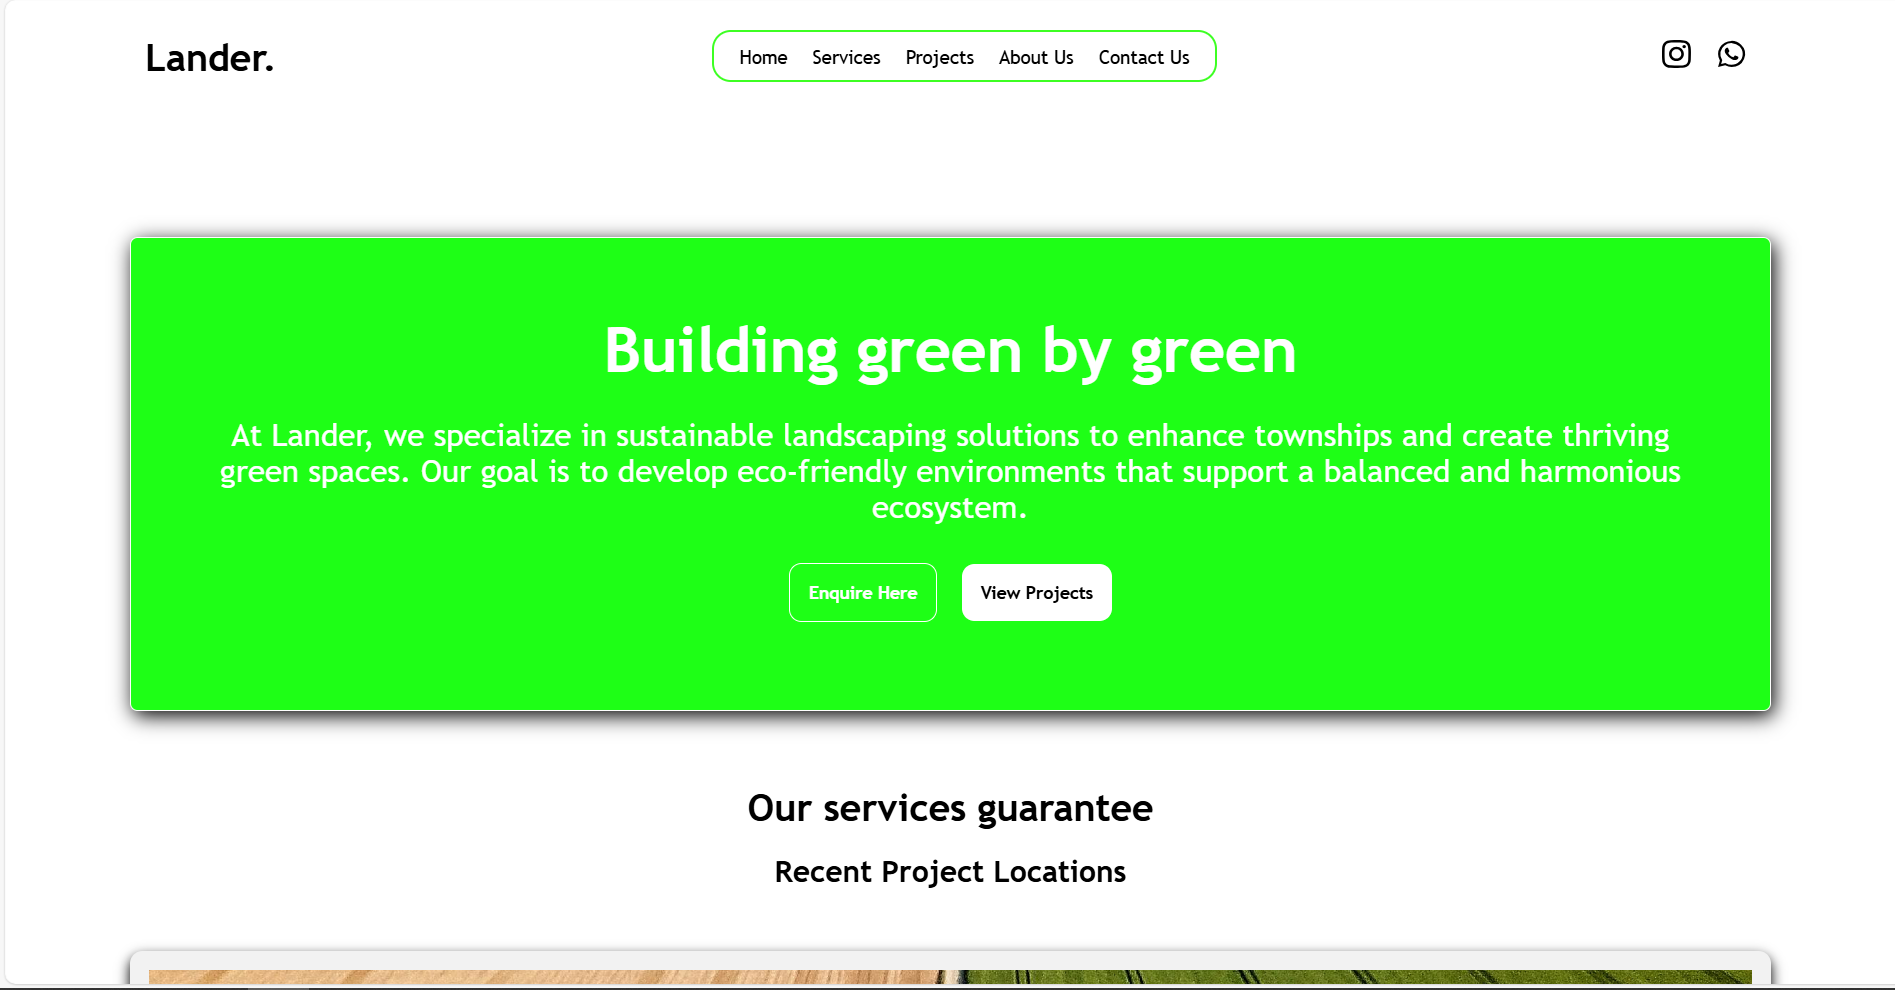 Lander.
Home Services Projects About Us Contact Us
Building green by green
At Lander, we specialize in sustainable landscaping solutions to enhance townships and create thriving
green spaces. Our goal is to develop eco-friendly environments that support a balanced and harmonious
ecosystem.
Enquire Here View Projects
Our services guarantee
Recent Project Locations